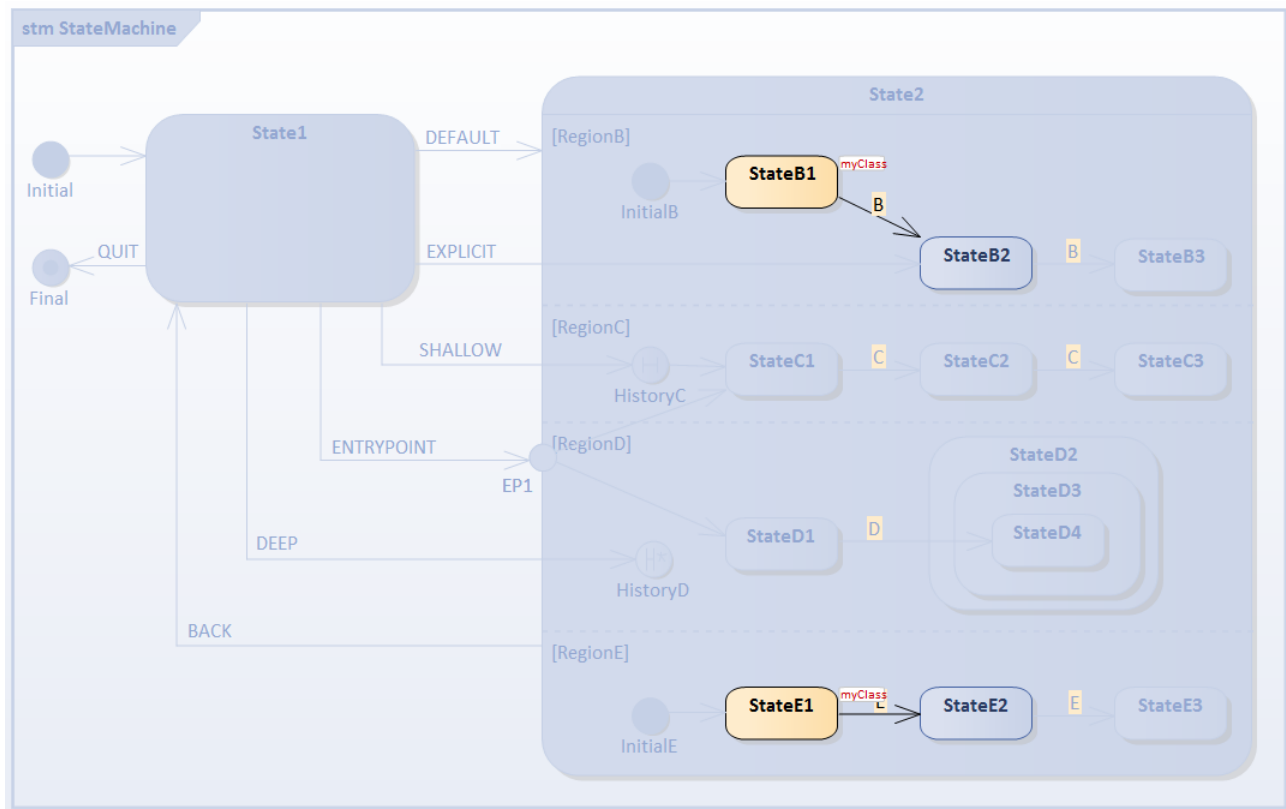 stm StateMachine
State2
State1
DEFAULT
[RegionB]
Initial
StateB1
myClass
InitialB
B
QUIT
EXPLICIT
StateB2
B
StateB3
Final
[RegionC]
SHALLOW
HistoryC
StateC1
C
StateC2
C
StateC3
ENTRYPOINT
[RegionD]
EP1
StateD2
StateD3
StateD1
D
StateD4
DEEP
HistoryD
BACK
[RegionE]
StateE1
myClass
E
StateE2
E
StateE3
InitialE